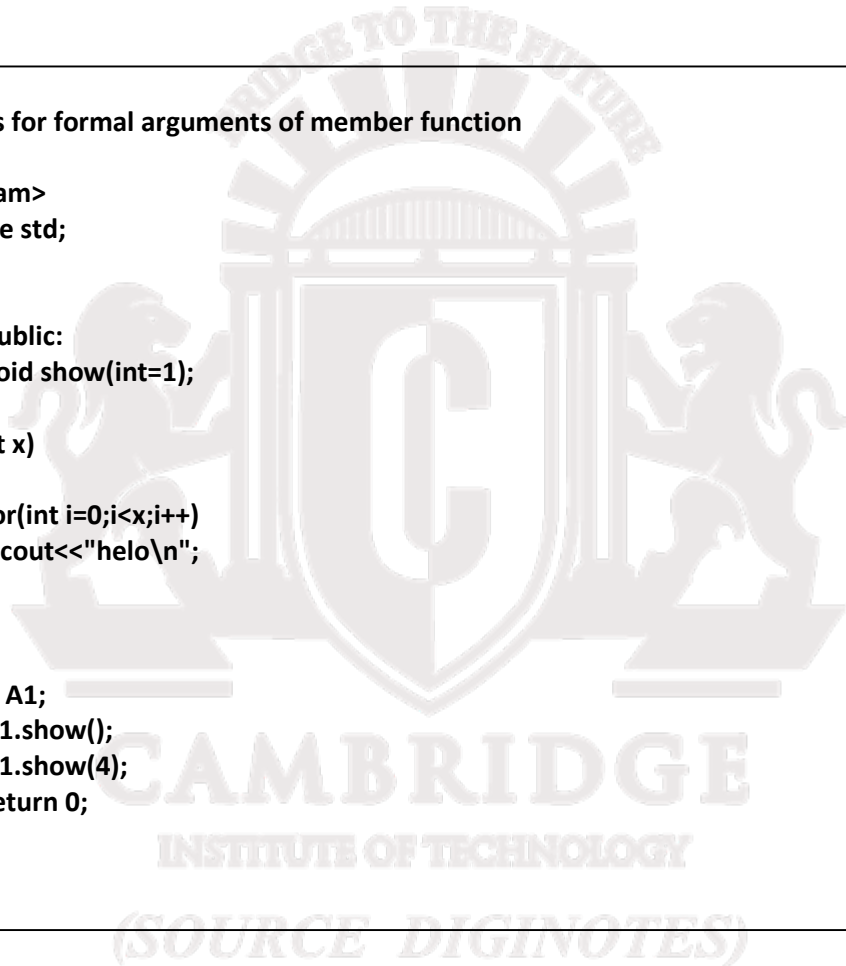 BRIDGE TO THE FUTURE
s for formal arguments of member function
am>
e std;
ublic:
oid show(int=1);
t x)
or(int i=0;i<x;i++)
cout<<"helo\n";
A1;
1.show();
1.show(4);
eturn 0;
C
CAMBRIDGE
INSTITUTE OF TECHNOLOGY
(SOURCE DIGINOTES)